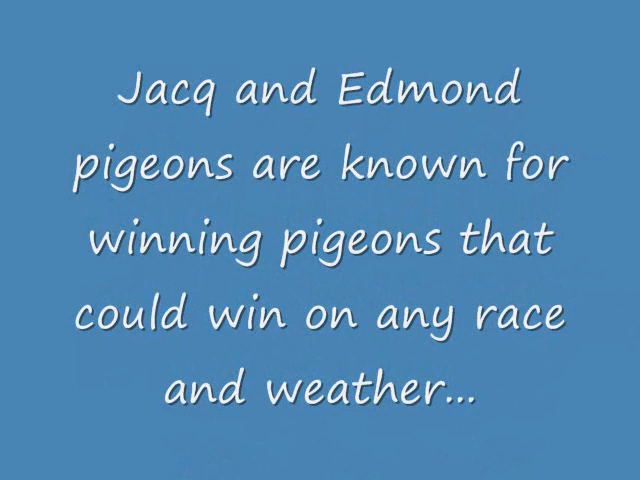 Jacq and Edmond
pigeons are known for
winning pigeons that
could win on any race
and weather...